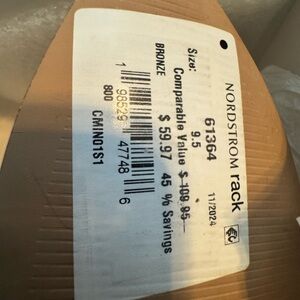 NORDSTROM rack
61364 11/2024
Size: 9.5
Comparable Value $ 109.95
$ 59.97 45 % Savings
BRONZE
1 98529 47748 6
800 CMIN01S1